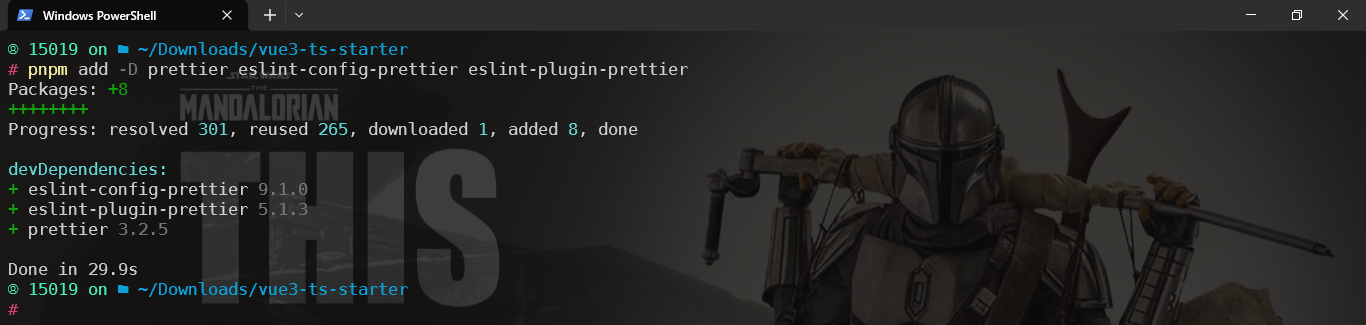 Windows PowerShell
@ 15019 on ~/Downloads/vue3-ts-starter
# pnpm add -D prettier eslint-config-prettier eslint-plugin-prettier
STAR WARS
THE
Packages: +8
MANDALORIAN
++++++++
Progress: resolved 301, reused 265, downloaded 1, added 8, done
THIS
devDependencies:
+ eslint-config-prettier 9.1.0
+ eslint-plugin-prettier 5.1.3
+ prettier 3.2.5
Done in 29.9s
@ 15019 on ~/Downloads/vue3-ts-starter
#